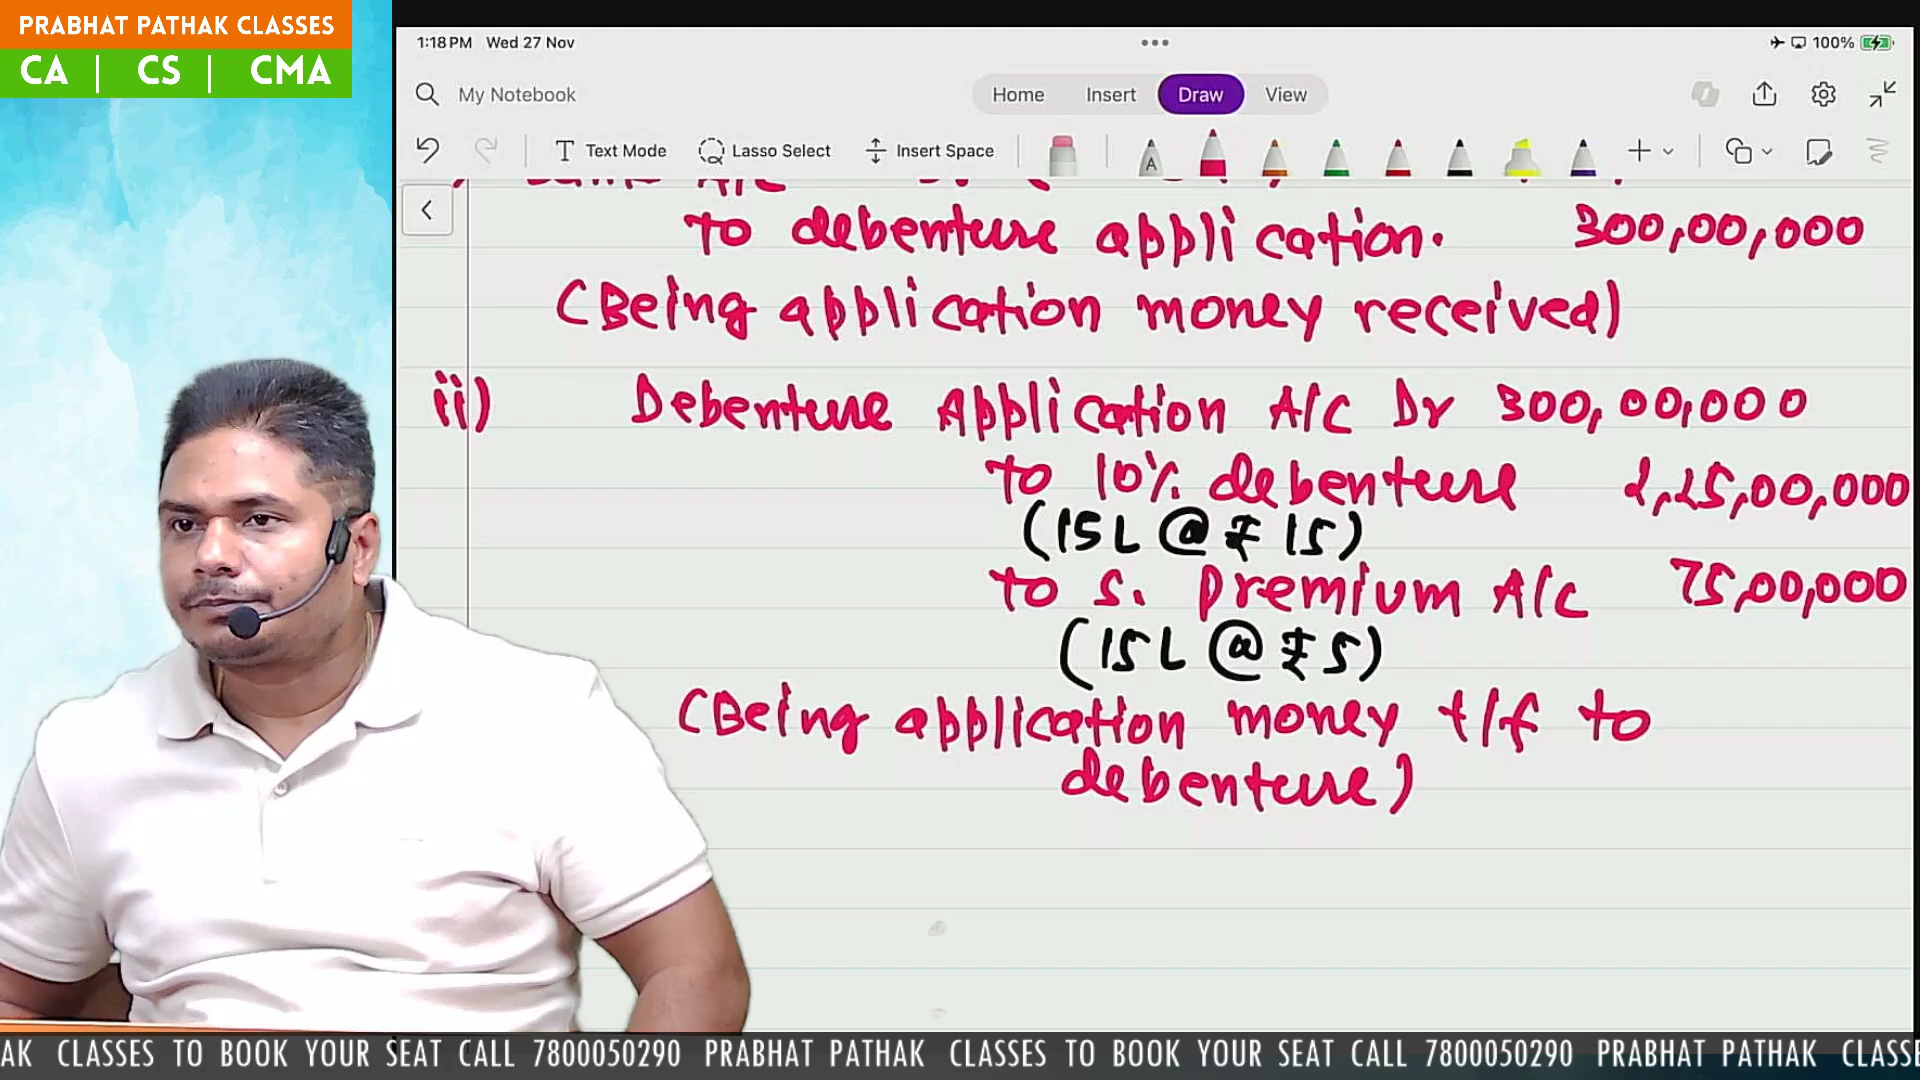 PRABHAT PATHAK CLASSES
CA | CS | CMA
1:18 PM Wed 27 Nov
100%
My Notebook
Home Insert Draw View
Text Mode Lasso Select Insert Space
A
A/C
to debenture application. 300,00,000
(Being application money received)
ii) Debenture Application A/C Dr 300,00,000
to 10% debenture 2,25,00,000
(15L @ ₹ 15)
to S. premium A/c 75,00,000
(15L @ ₹5)
(Being application money t/f to
debenture)
AK CLASSES TO BOOK YOUR SEAT CALL 7800050290 PRABHAT PATHAK CLASSES TO BOOK YOUR SEAT CALL 7800050290 PRABHAT PATHAK CLASSE